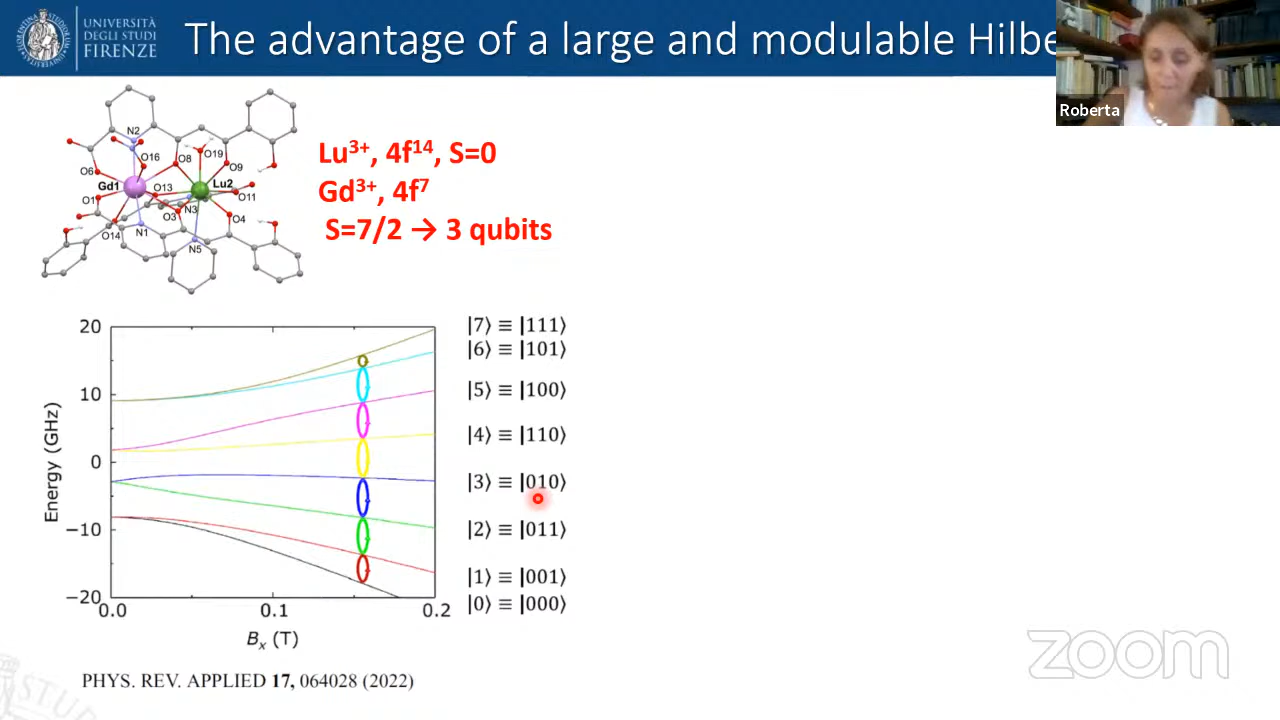 UNIVERSITÀ
DEGLI STUDI
FIRENZE
The advantage of a large and modulable
Roberta
N2
O16
O8
O19
O9
O6
Gd1
O13
Lu2
O1
O11
N3
O3
O4
O14
N1
N5
Lu³⁺, 4f¹⁴, S=0
Gd³⁺, 4f⁷
S=7/2 → 3 qubits
20
10
0
−10
−20
Energy (GHz)
0.0
0.1
0.2
Bₓ (T)
|7⟩ ≡ |111⟩
|6⟩ ≡ |101⟩
|5⟩ ≡ |100⟩
|4⟩ ≡ |110⟩
|3⟩ ≡ |010⟩
|2⟩ ≡ |011⟩
|1⟩ ≡ |001⟩
|0⟩ ≡ |000⟩
PHYS. REV. APPLIED 17, 064028 (2022)
zoom